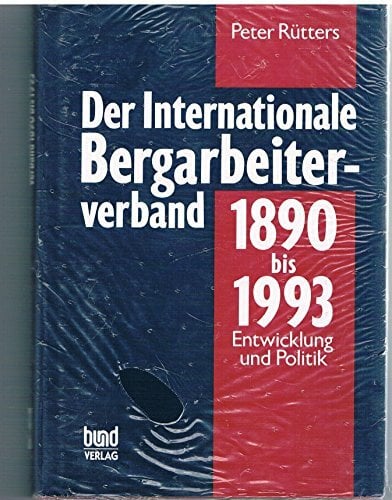 Peter Rütters
Der Internationale
Bergarbeiter-
verband
1890
bis
1993
Entwicklung
und Politik
bund
VERLAG